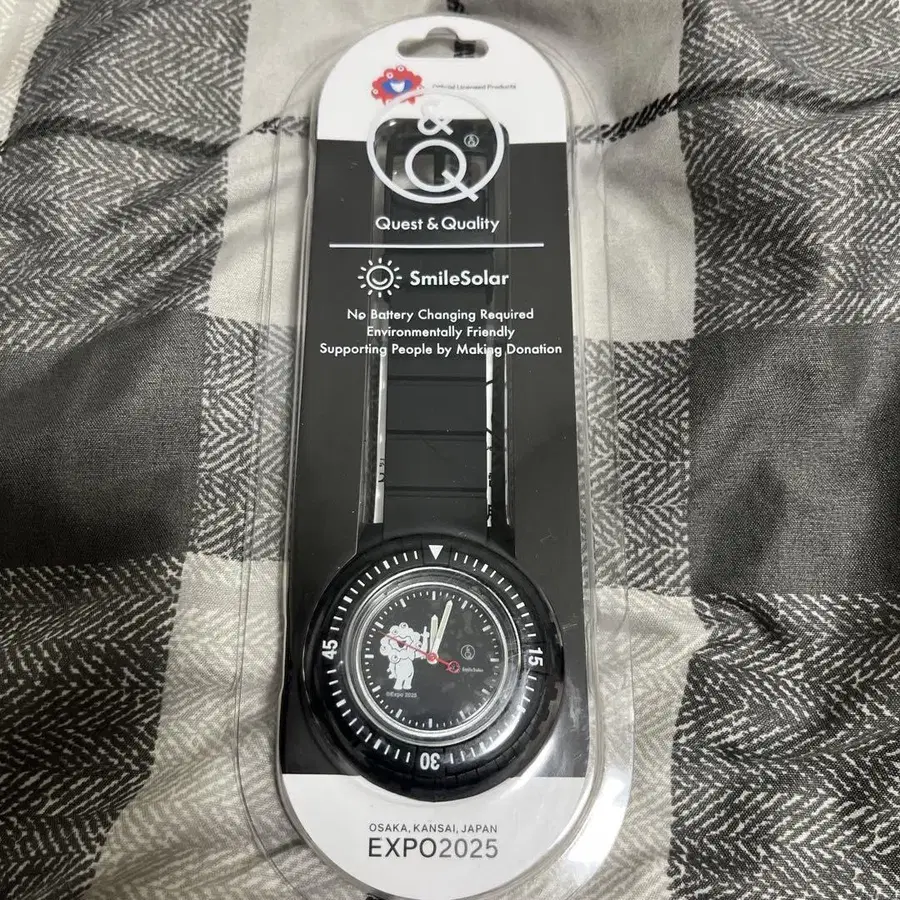 Official Licensed Products
&
Q
Quest & Quality
SmileSolar
No Battery Changing Required
Environmentally Friendly
Supporting People by Making Donation
45
15
SmileSolar
©Expo 2025
30
OSAKA, KANSAI, JAPAN
EXPO2025